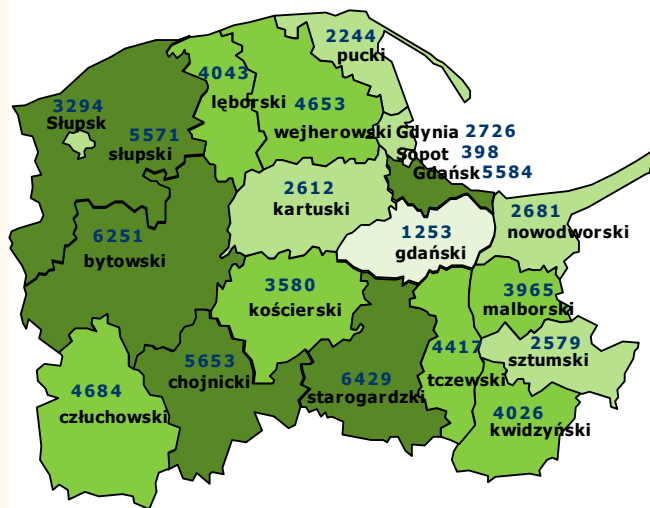 2244
pucki
4043
lęborski
4653
wejherowski
3294
Słupsk
5571
słupski
Gdynia 2726
Sopot 398
Gdańsk 5584
2612
kartuski
1253
gdański
2681
nowodworski
6251
bytowski
3580
kościerski
3965
malborski
2579
sztumski
4417
tczewski
5653
chojnicki
6429
starogardzki
4684
człuchowski
4026
kwidzyński